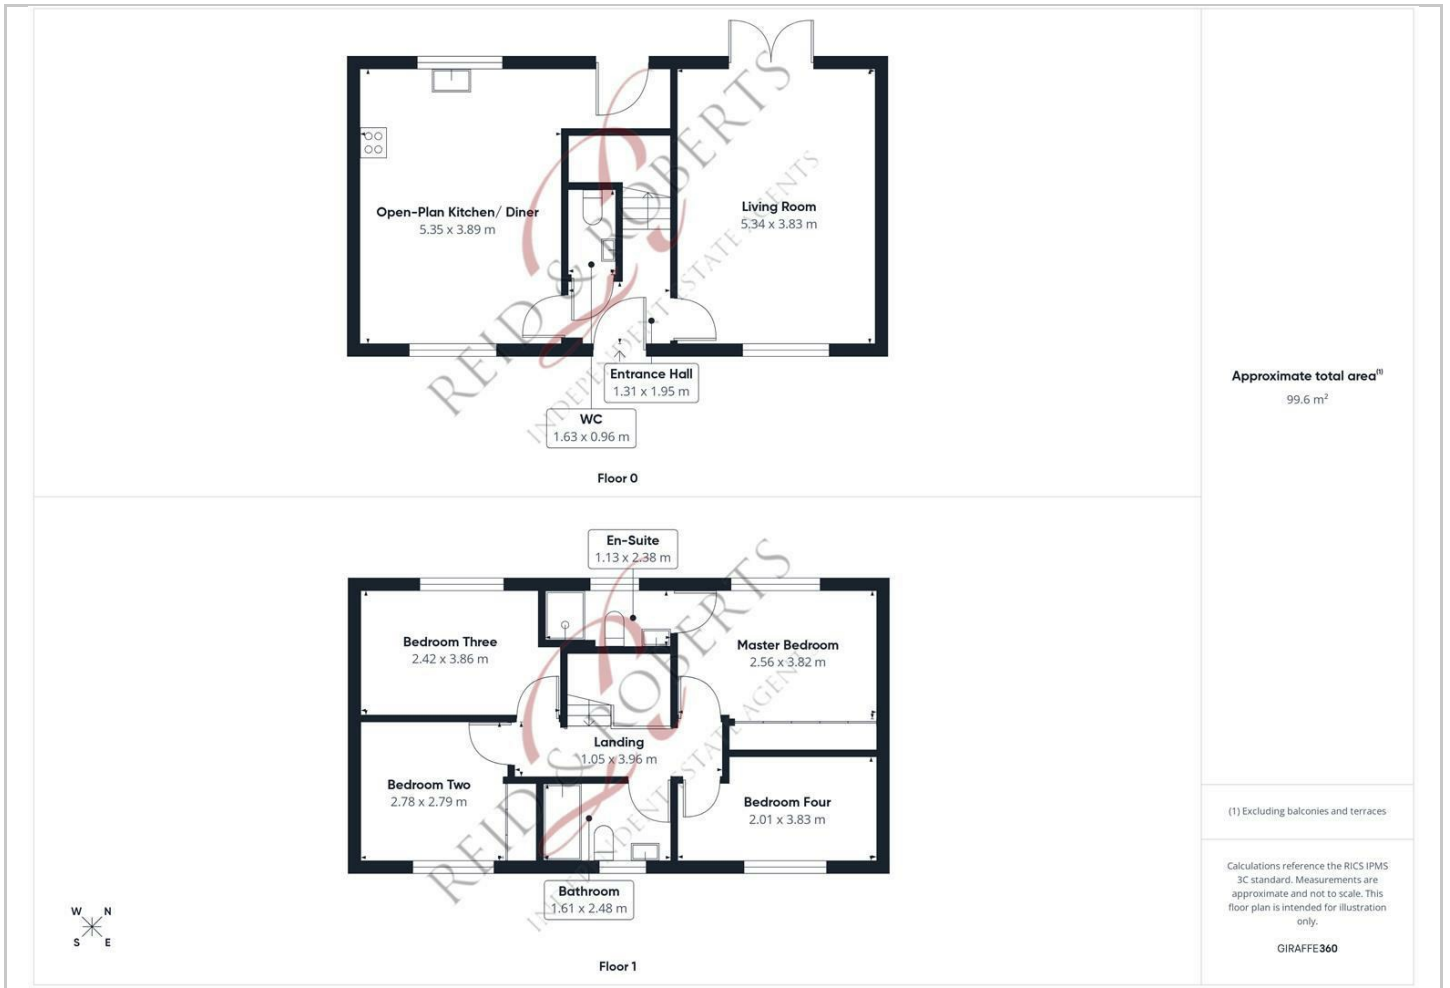 Open-Plan Kitchen/ Diner
5.35 x 3.89 m
Living Room
5.34 x 3.83 m
Entrance Hall
1.31 x 1.95 m
WC
1.63 x 0.96 m
Floor 0
REID & ROBERTS
INDEPENDENT ESTATE AGENTS
En-Suite
1.13 x 2.38 m
Bedroom Three
2.42 x 3.86 m
Master Bedroom
2.56 x 3.82 m
Landing
1.05 x 3.96 m
Bedroom Two
2.78 x 2.79 m
Bedroom Four
2.01 x 3.83 m
Bathroom
1.61 x 2.48 m
Floor 1
REID & ROBERTS
INDEPENDENT ESTATE AGENTS
W N
S E
Approximate total area(1)
99.6 m²
(1) Excluding balconies and terraces
Calculations reference the RICS IPMS
3C standard. Measurements are
approximate and not to scale. This
floor plan is intended for illustration
only.
GIRAFFE360